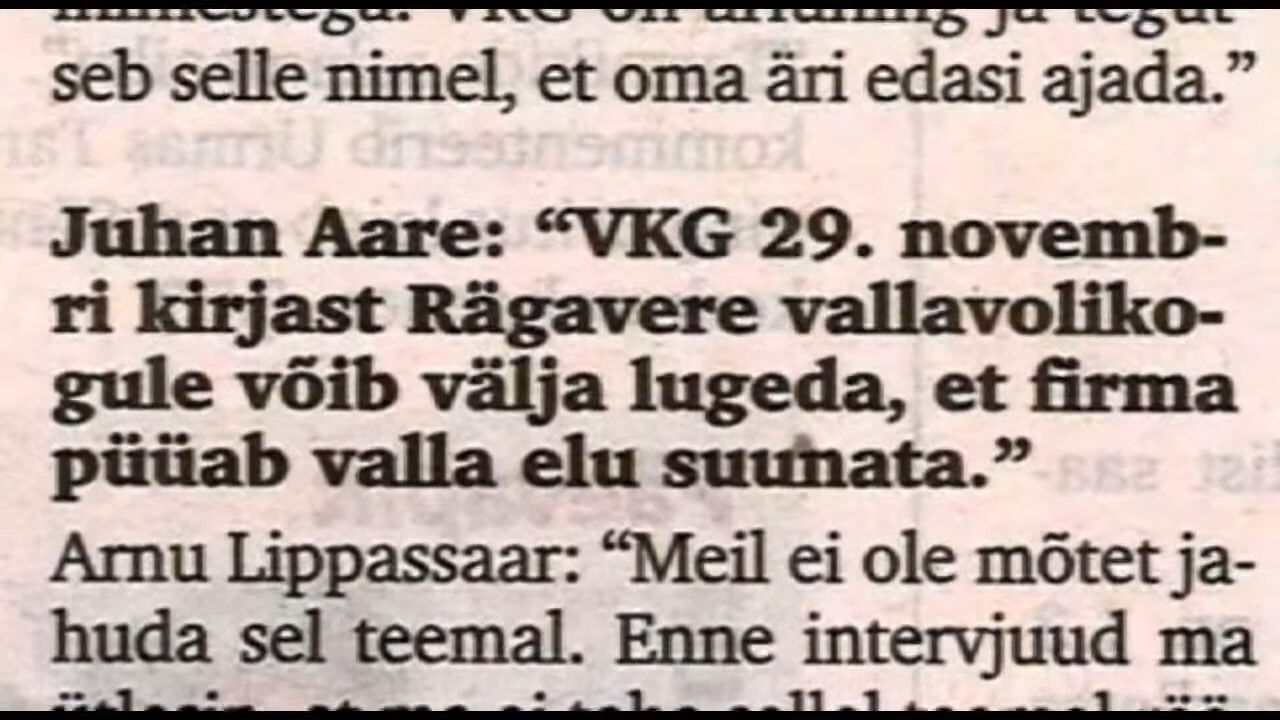 seb selle nimel, et oma äri edasi ajada.”
Juhan Aare: “VKG 29. novemb-
ri kirjast Rägavere vallavoliko-
gule võib välja lugeda, et firma
püüab valla elu suunata.”
Arnu Lippassaar: “Meil ei ole mõtet ja-
huda sel teemal. Enne intervjuud ma